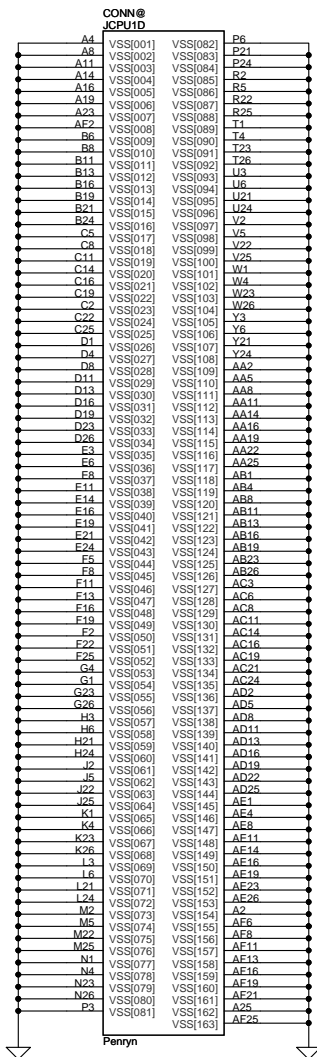 CONN@
JCPU1D
A4 VSS[001] VSS[082] P6
A8 VSS[002] VSS[083] P21
A11 VSS[003] VSS[084] P24
A14 VSS[004] VSS[085] R2
A16 VSS[005] VSS[086] R5
A19 VSS[006] VSS[087] R22
A23 VSS[007] VSS[088] R25
AF2 VSS[008] VSS[089] T1
B6 VSS[009] VSS[090] T4
B8 VSS[010] VSS[091] T23
B11 VSS[011] VSS[092] T26
B13 VSS[012] VSS[093] U3
B16 VSS[013] VSS[094] U6
B19 VSS[014] VSS[095] U21
B21 VSS[015] VSS[096] U24
B24 VSS[016] VSS[097] V2
C5 VSS[017] VSS[098] V5
C8 VSS[018] VSS[099] V22
C11 VSS[019] VSS[100] V25
C14 VSS[020] VSS[101] W1
C16 VSS[021] VSS[102] W4
C19 VSS[022] VSS[103] W23
C2 VSS[023] VSS[104] W26
C22 VSS[024] VSS[105] Y3
C25 VSS[025] VSS[106] Y6
D1 VSS[026] VSS[107] Y21
D4 VSS[027] VSS[108] Y24
D8 VSS[028] VSS[109] AA2
D11 VSS[029] VSS[110] AA5
D13 VSS[030] VSS[111] AA8
D16 VSS[031] VSS[112] AA11
D19 VSS[032] VSS[113] AA14
D23 VSS[033] VSS[114] AA16
D26 VSS[034] VSS[115] AA19
E3 VSS[035] VSS[116] AA22
E6 VSS[036] VSS[117] AA25
E8 VSS[037] VSS[118] AB1
E11 VSS[038] VSS[119] AB4
E14 VSS[039] VSS[120] AB8
E16 VSS[040] VSS[121] AB11
E19 VSS[041] VSS[122] AB13
E21 VSS[042] VSS[123] AB16
E24 VSS[043] VSS[124] AB19
F5 VSS[044] VSS[125] AB23
F8 VSS[045] VSS[126] AB26
F11 VSS[046] VSS[127] AC3
F13 VSS[047] VSS[128] AC6
F16 VSS[048] VSS[129] AC8
F19 VSS[049] VSS[130] AC11
F2 VSS[050] VSS[131] AC14
F22 VSS[051] VSS[132] AC16
F25 VSS[052] VSS[133] AC19
G4 VSS[053] VSS[134] AC21
G1 VSS[054] VSS[135] AC24
G23 VSS[055] VSS[136] AD2
G26 VSS[056] VSS[137] AD5
H3 VSS[057] VSS[138] AD8
H6 VSS[058] VSS[139] AD11
H21 VSS[059] VSS[140] AD13
H24 VSS[060] VSS[141] AD16
J2 VSS[061] VSS[142] AD19
J5 VSS[062] VSS[143] AD22
J22 VSS[063] VSS[144] AD25
J25 VSS[064] VSS[145] AE1
K1 VSS[065] VSS[146] AE4
K4 VSS[066] VSS[147] AE8
K23 VSS[067] VSS[148] AE11
K26 VSS[068] VSS[149] AE14
L3 VSS[069] VSS[150] AE16
L6 VSS[070] VSS[151] AE19
L21 VSS[071] VSS[152] AE23
L24 VSS[072] VSS[153] AE26
M2 VSS[073] VSS[154] A2
M5 VSS[074] VSS[155] AF6
M22 VSS[075] VSS[156] AF8
M25 VSS[076] VSS[157] AF11
N1 VSS[077] VSS[158] AF13
N4 VSS[078] VSS[159] AF16
N23 VSS[079] VSS[160] AF19
N26 VSS[080] VSS[161] AF21
P3 VSS[081] VSS[162] A25
VSS[163] AF25
Penryn